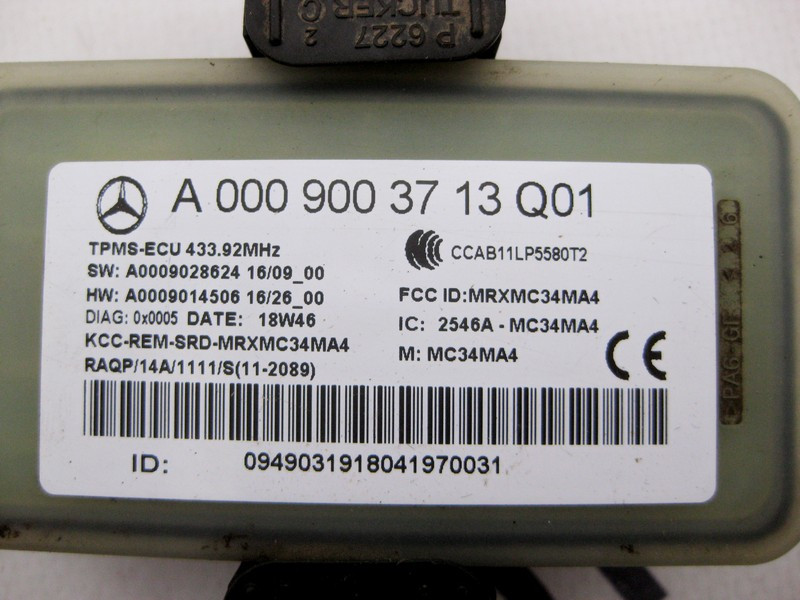 P 6227 2
TUCKER C
A 000 900 37 13 Q01
TPMS-ECU 433.92MHz
CCAB11LP5580T2
SW: A0009028624 16/09_00
HW: A0009014506 16/26_00
FCC ID:MRXMC34MA4
DIAG: 0x0005 DATE: 18W46
IC: 2546A - MC34MA4
KCC-REM-SRD-MRXMC34MA4
M: MC34MA4
CE
RAQP/14A/1111/S(11-2089)
ID: 0949031918041970031